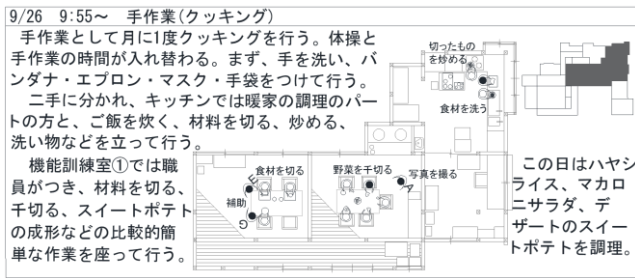 9/26 9:55～ 手作業(クッキング)
手作業として月に1度クッキングを行う。体操と
手作業の時間が入れ替わる。まず、手を洗い、バ
ンダナ・エプロン・マスク・手袋をつけて行う。
二手に分かれ、キッチンでは暖家の調理のパー
トの方と、ご飯を炊く、材料を切る、炒める、
洗い物などを立って行う。
機能訓練室①では職
員がつき、材料を切る、
千切る、スイートポテト
の成形などの比較的簡
単な作業を座って行う。
切ったもの
を炒める
食材を洗う
食材を切る
補助
E
G
野菜を千切る
写真を撮る
A
この日はハヤシ
ライス、マカロ
ニサラダ、デ
ザートのスイー
トポテトを調理。